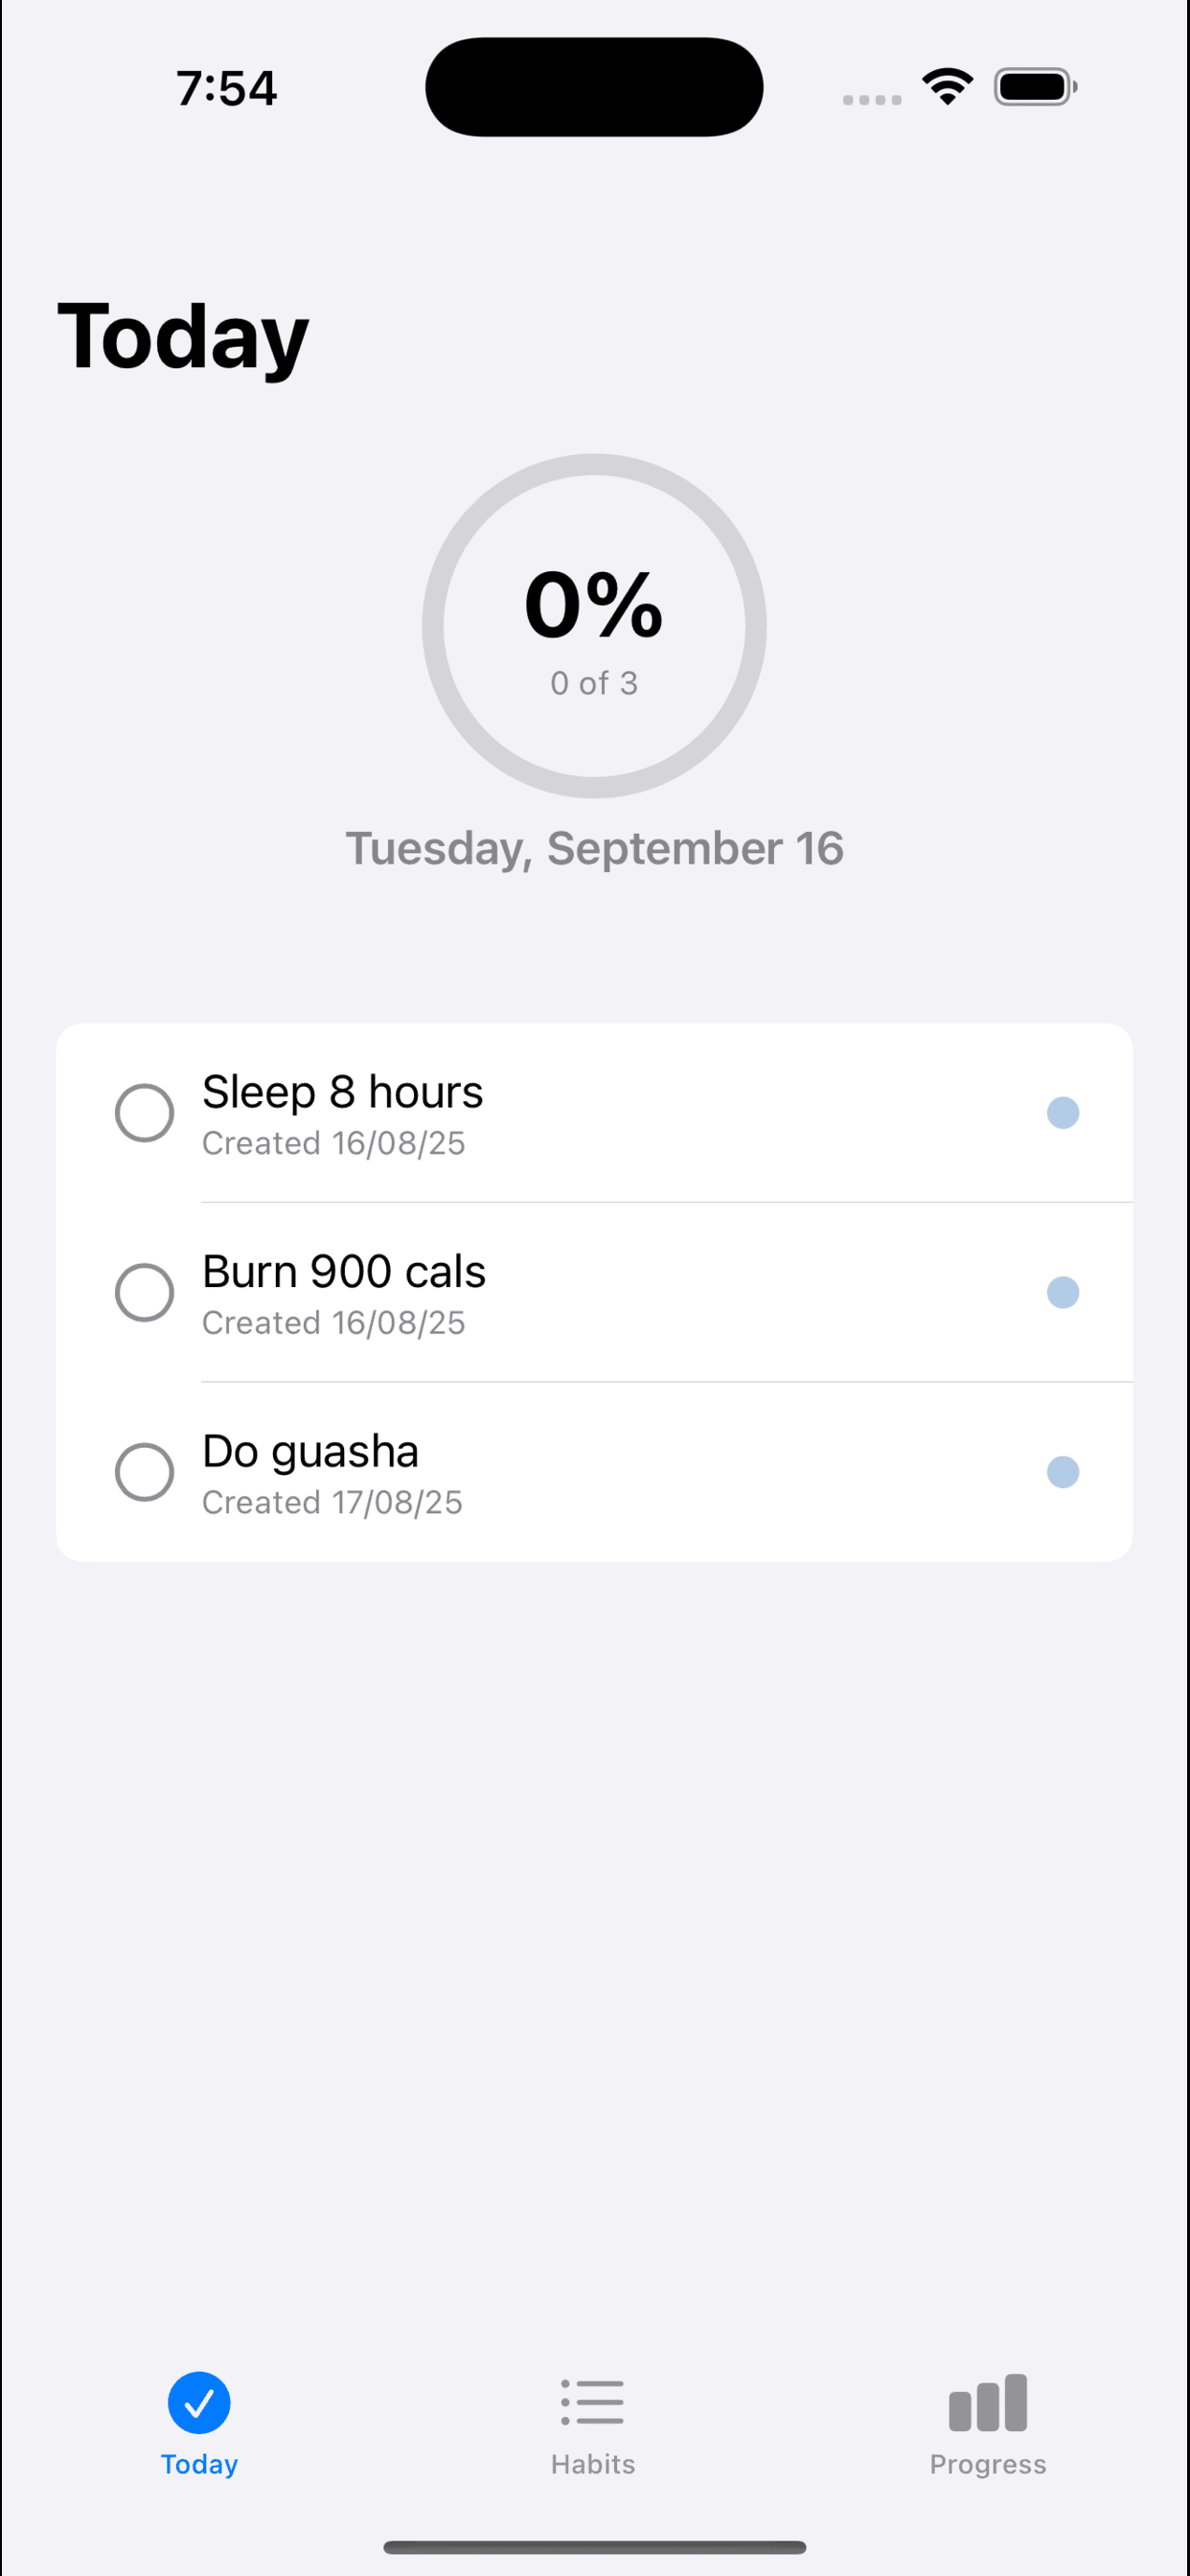 7:54
Today
0%
0 of 3
Tuesday, September 16
Sleep 8 hours
Created 16/08/25
Burn 900 cals
Created 16/08/25
Do guasha
Created 17/08/25
Today
Habits
Progress